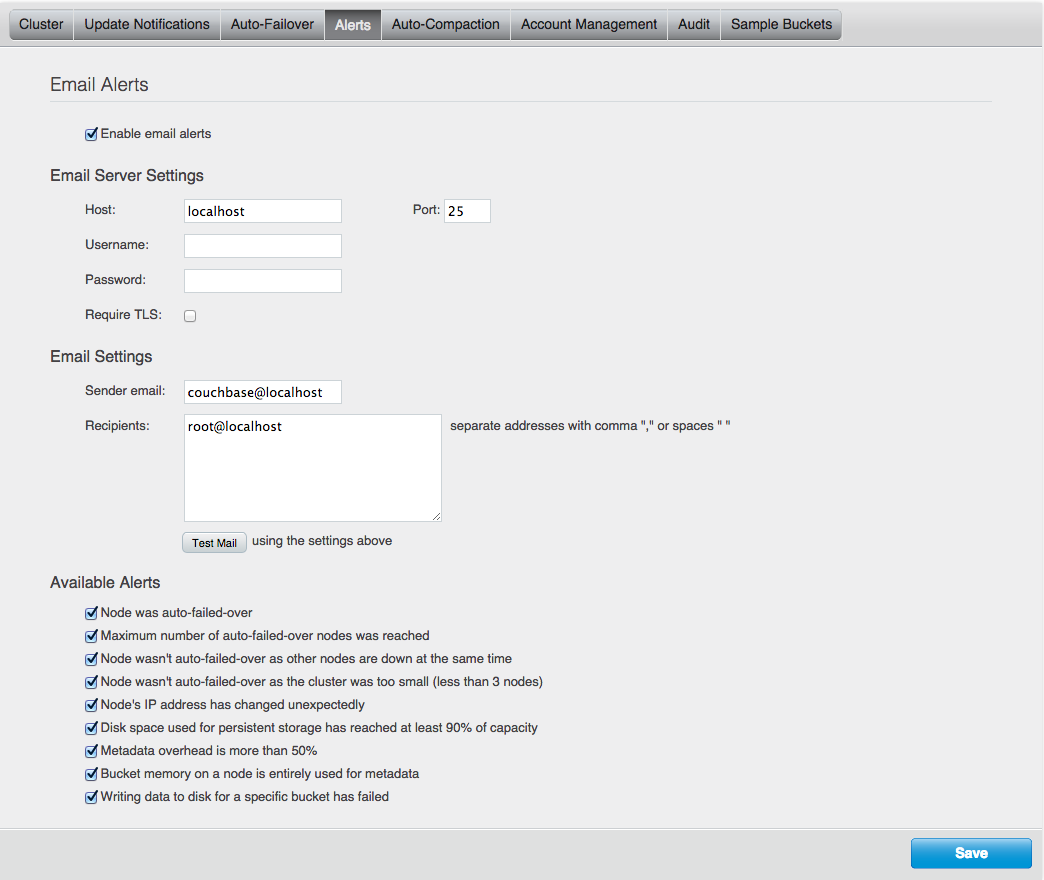 Cluster Update Notifications Auto-Failover Alerts Auto-Compaction Account Management Audit Sample Buckets
Email Alerts
Enable email alerts
Email Server Settings
Host: localhost Port: 25
Username:
Password:
Require TLS:
Email Settings
Sender email: couchbase@localhost
Recipients: root@localhost separate addresses with comma "," or spaces " "
Test Mail using the settings above
Available Alerts
Node was auto-failed-over
Maximum number of auto-failed-over nodes was reached
Node wasn't auto-failed-over as other nodes are down at the same time
Node wasn't auto-failed-over as the cluster was too small (less than 3 nodes)
Node's IP address has changed unexpectedly
Disk space used for persistent storage has reached at least 90% of capacity
Metadata overhead is more than 50%
Bucket memory on a node is entirely used for metadata
Writing data to disk for a specific bucket has failed
Save